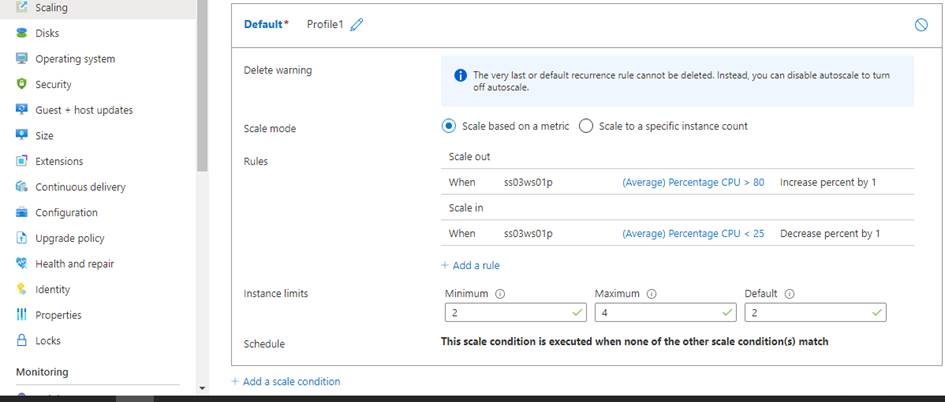 Scaling
Disks
Operating system
Security
Guest + host updates
Size
Extensions
Continuous delivery
Configuration
Upgrade policy
Health and repair
Identity
Properties
Locks
Monitoring
Default* Profile1
Delete warning
The very last or default recurrence rule cannot be deleted. Instead, you can disable autoscale to turn
off autoscale.
Scale mode
Scale based on a metric Scale to a specific instance count
Rules
Scale out
When ss03ws01p (Average) Percentage CPU > 80 Increase percent by 1
Scale in
When ss03ws01p (Average) Percentage CPU < 25 Decrease percent by 1
+ Add a rule
Instance limits
Minimum Maximum Default
2 4 2
Schedule
This scale condition is executed when none of the other scale condition(s) match
+ Add a scale condition